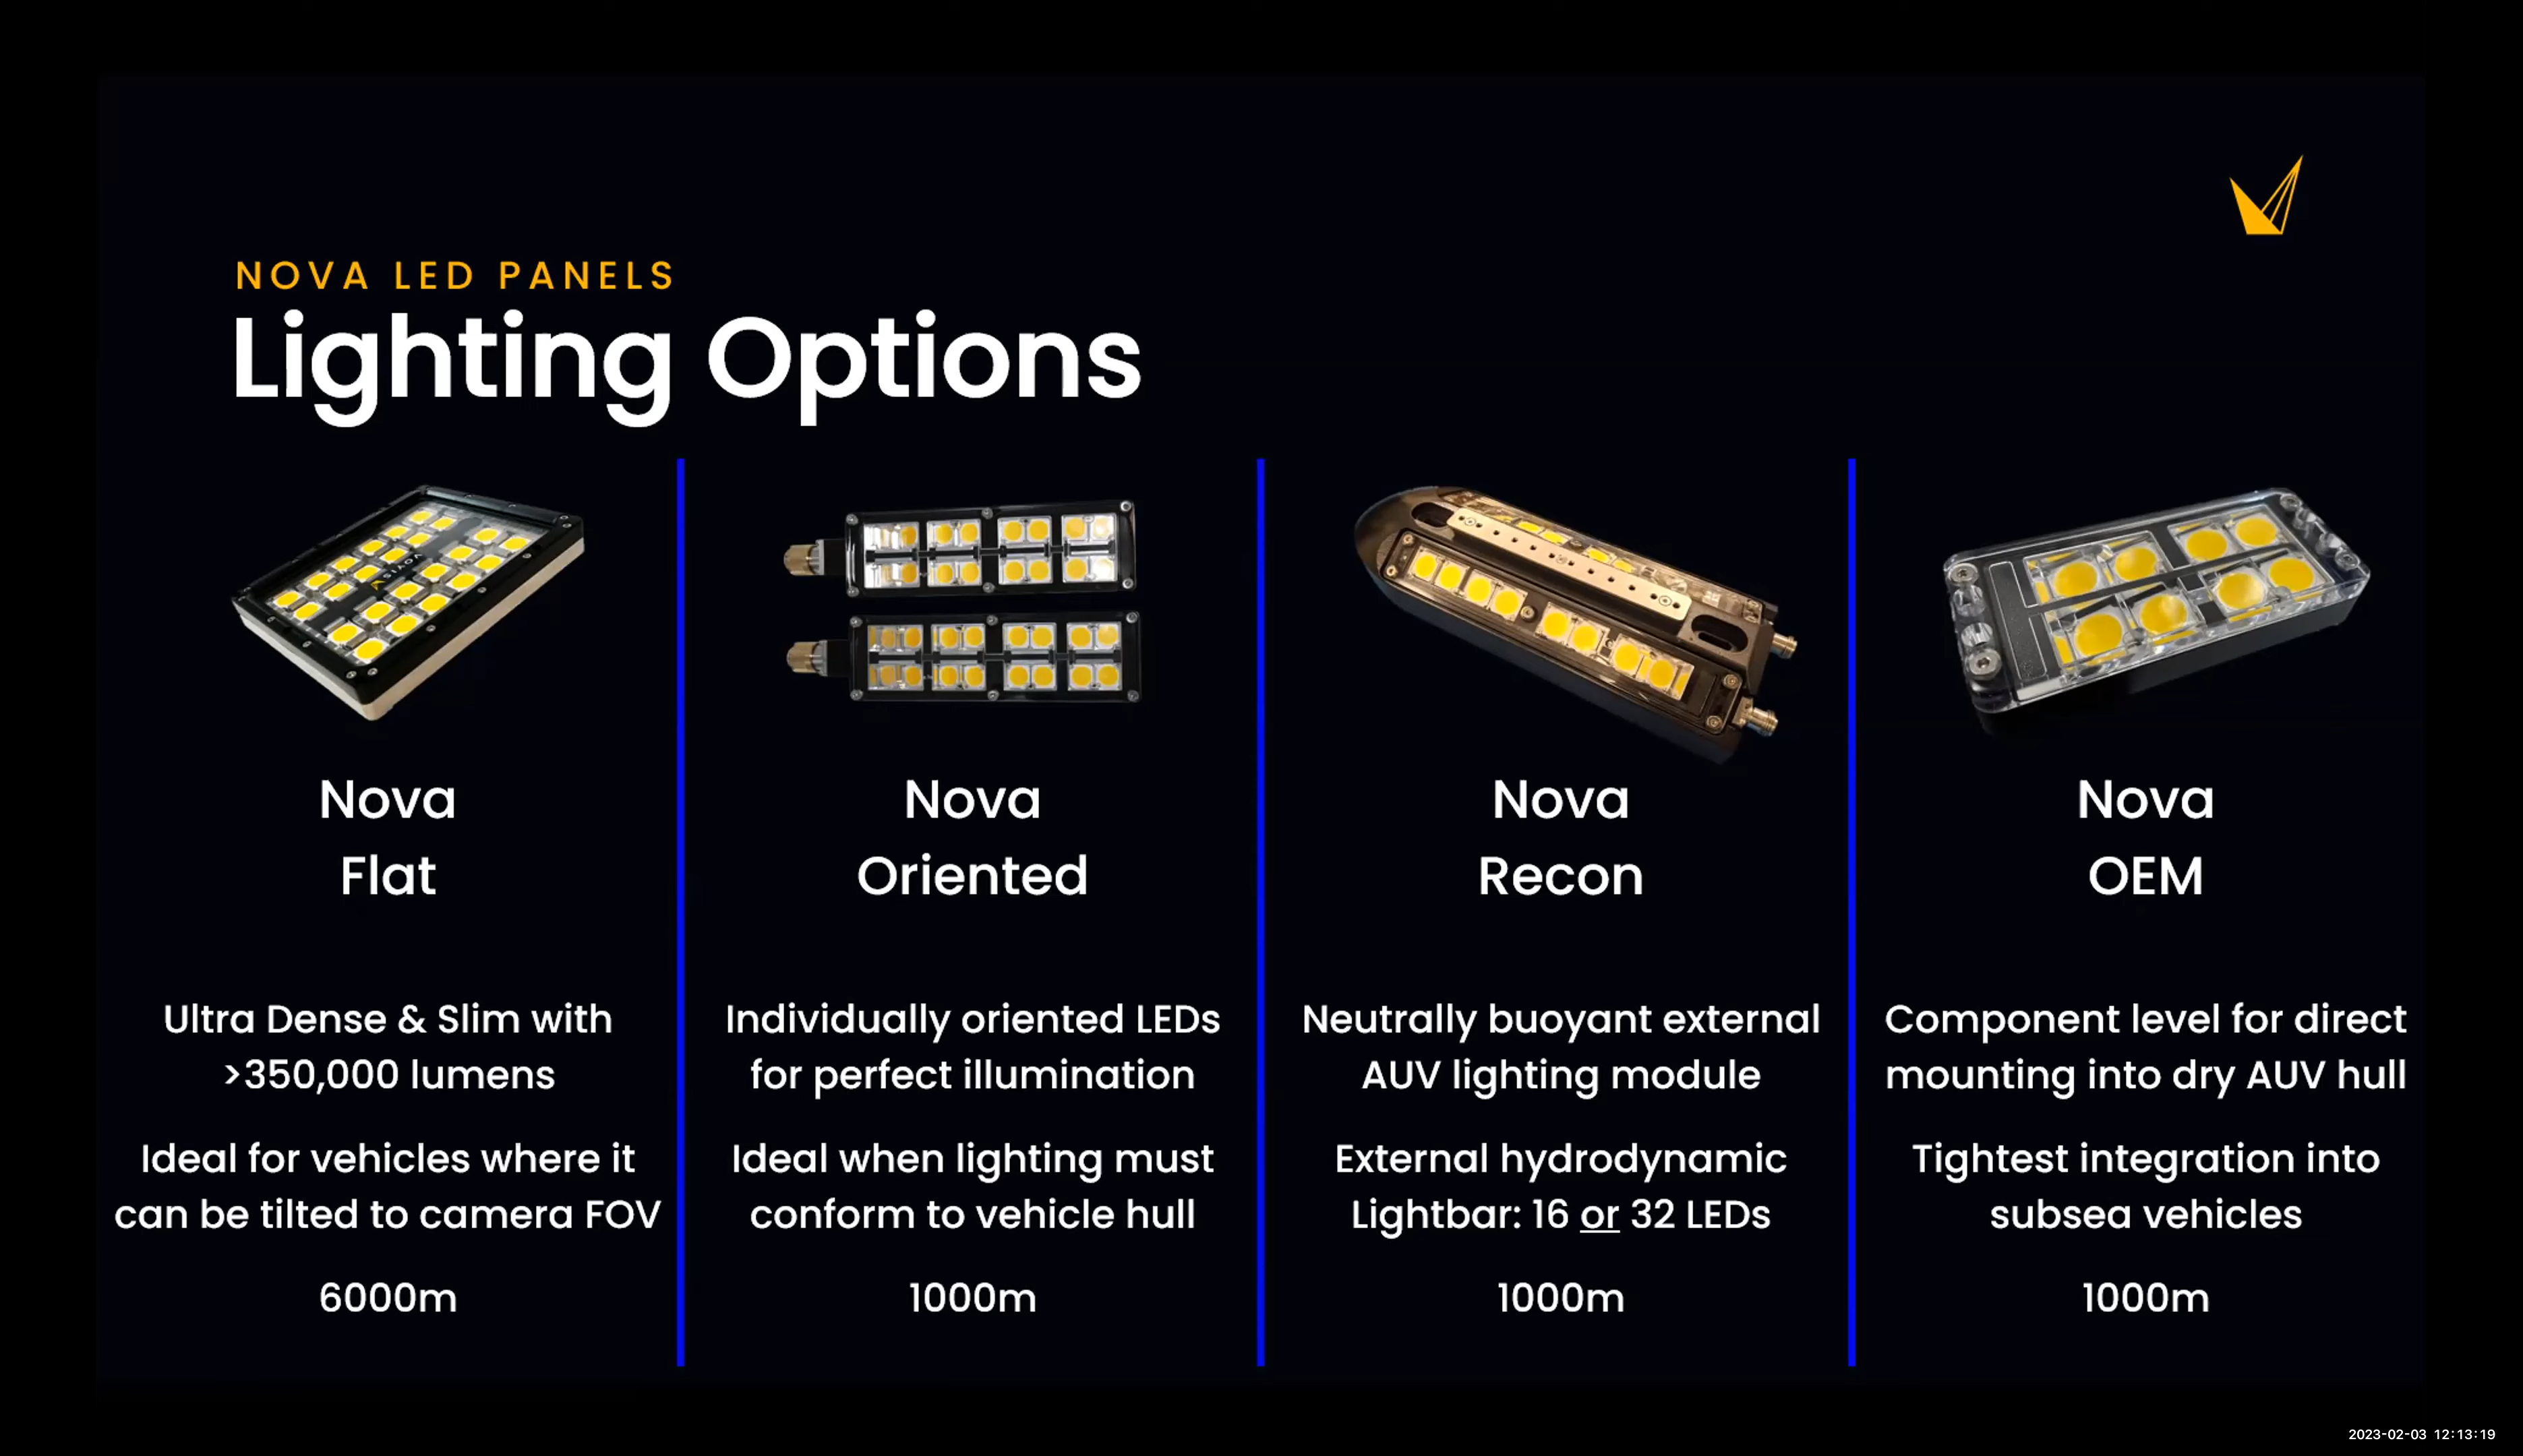 NOVA LED PANELS
Lighting Options
Nova
Flat
Ultra Dense & Slim with
>350,000 lumens
Ideal for vehicles where it
can be tilted to camera FOV
6000m
Nova
Oriented
Individually oriented LEDs
for perfect illumination
Ideal when lighting must
conform to vehicle hull
1000m
Nova
Recon
Neutrally buoyant external
AUV lighting module
External hydrodynamic
Lightbar: 16 or 32 LEDs
1000m
Nova
OEM
Component level for direct
mounting into dry AUV hull
Tightest integration into
subsea vehicles
1000m
2023-02-03 12:13:19